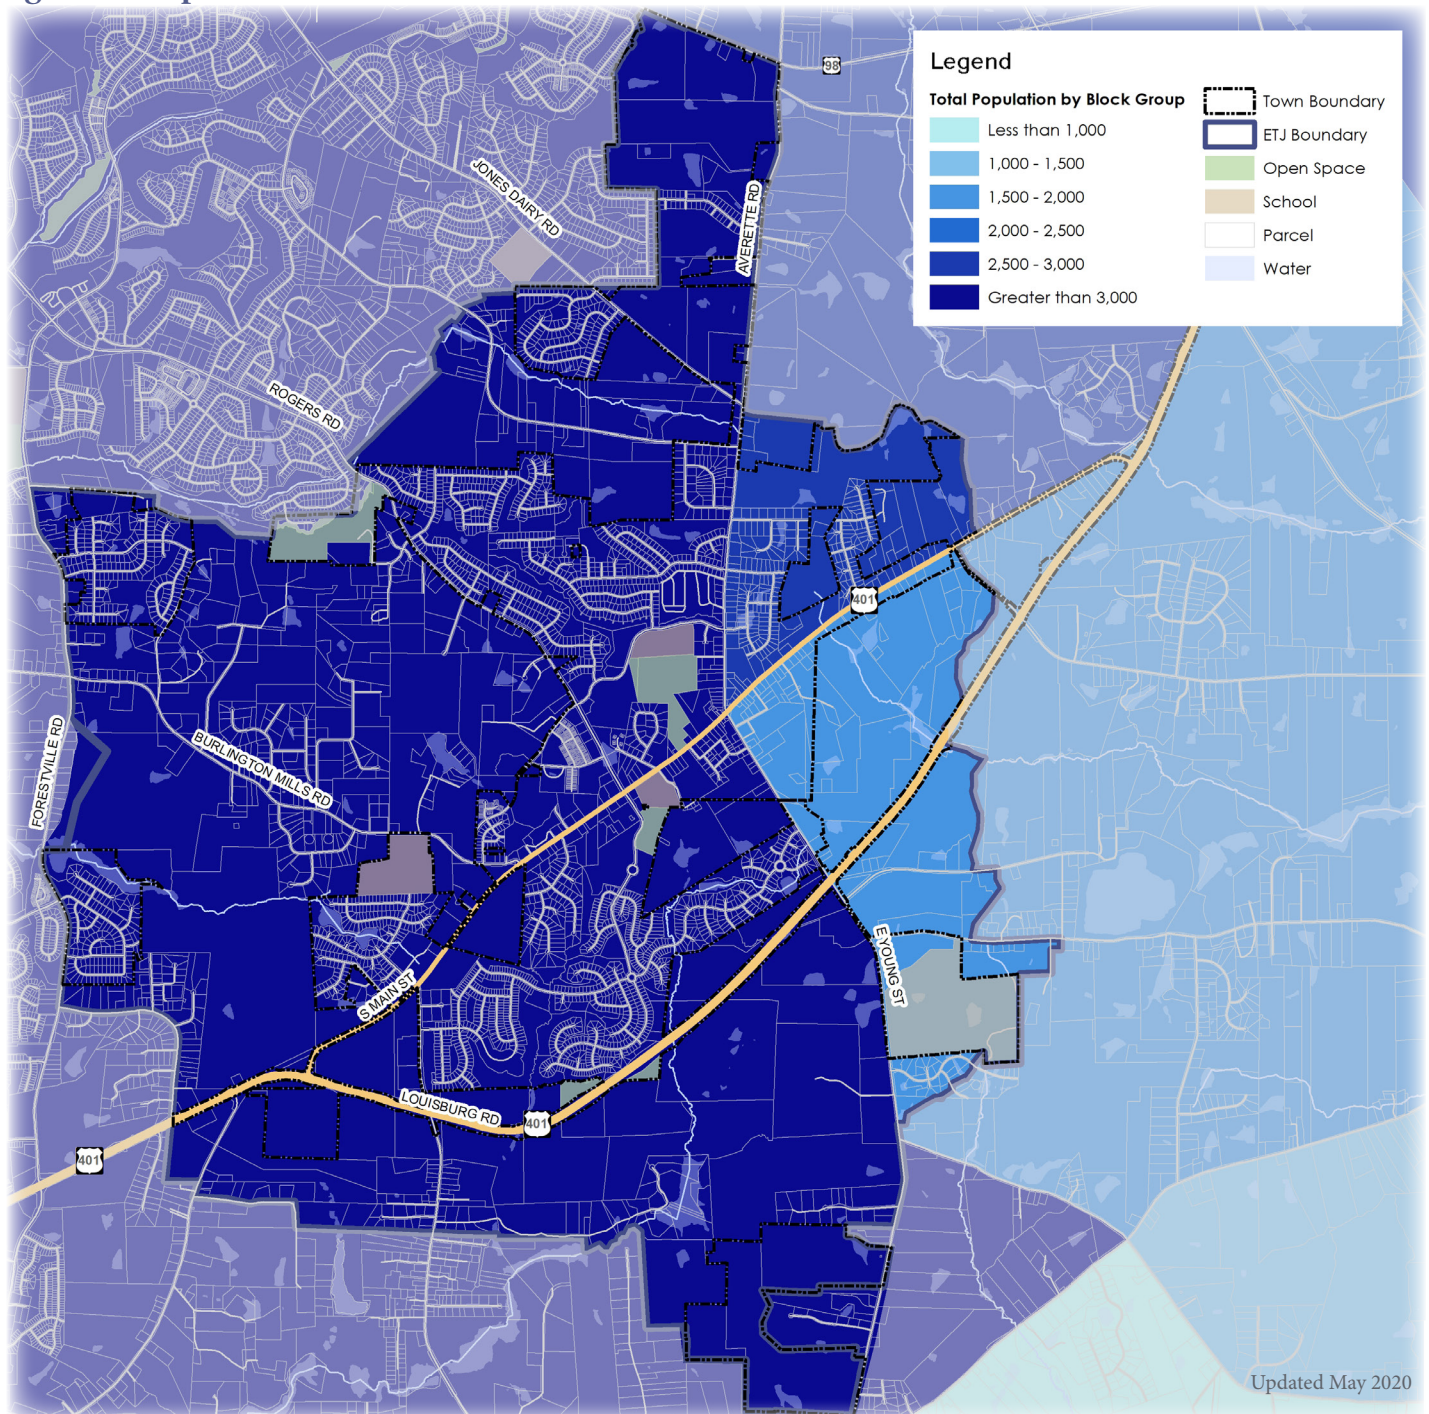 98
Legend
Total Population by Block Group
Less than 1,000
1,000 - 1,500
1,500 - 2,000
2,000 - 2,500
2,500 - 3,000
Greater than 3,000
Town Boundary
ETJ Boundary
Open Space
School
Parcel
Water
JONES DAIRY RD
AVERETTE RD
ROGERS RD
401
FORESTVILLE RD
BURLINGTON MILLS RD
E YOUNG ST
S MAIN ST
LOUISBURG RD
401
401
Updated May 2020